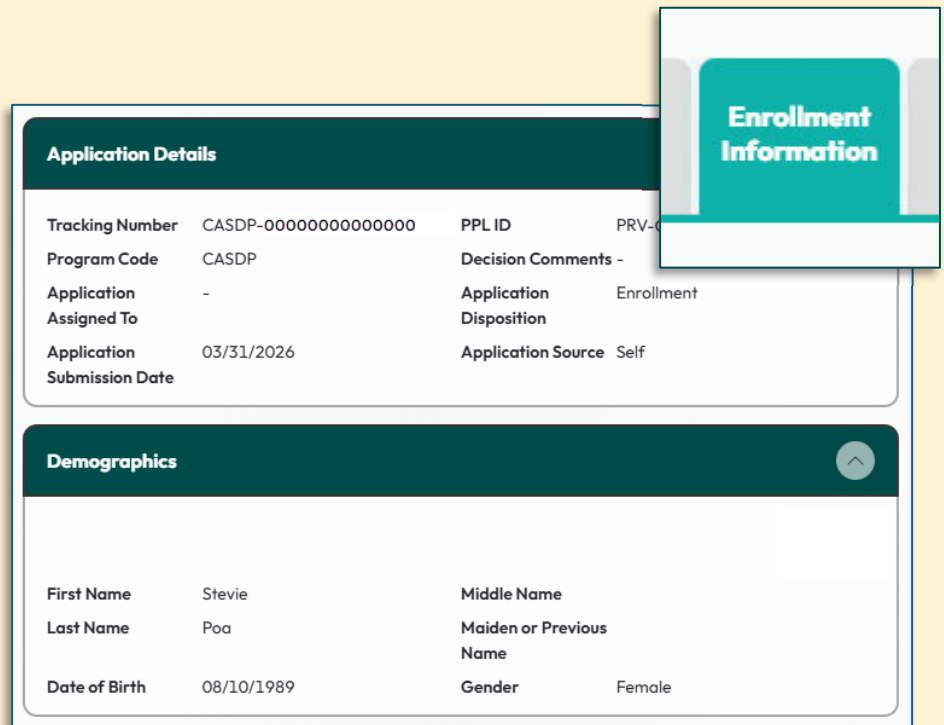 Enrollment
Information
Application Details
Tracking Number CASDP-00000000000000 PPL ID PRV-
Program Code CASDP Decision Comments -
Application Assigned To - Application Disposition Enrollment
Application Submission Date 03/31/2026 Application Source Self
Demographics
First Name Stevie Middle Name
Last Name Poa Maiden or Previous Name
Date of Birth 08/10/1989 Gender Female